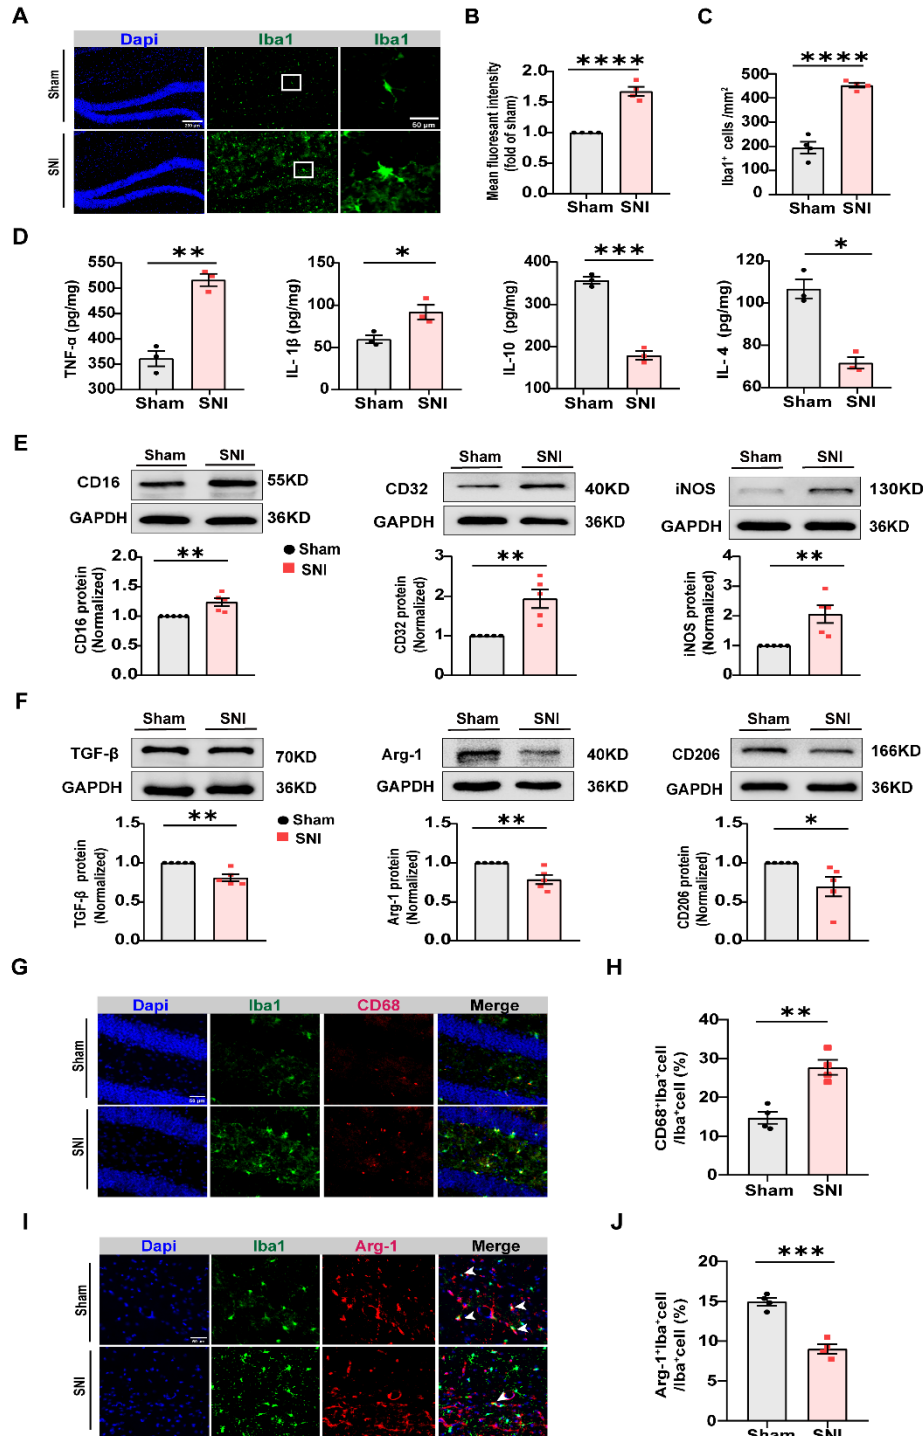 A
Dapi Iba1 Iba1
Sham
SNI
50 μm
B
Mean fluoresant intensity
(fold of sham)
2.0
1.5
1.0
0.5
0.0
****
Sham SNI
C
Iba1⁺ cells /mm²
600
500
400
300
200
100
0
****
Sham SNI
D
TNF-α (pg/mg)
550
500
450
400
350
300
**
Sham SNI
IL- 1β (pg/mg)
150
100
50
0
*
Sham SNI
IL-10 (pg/mg)
400
300
200
100
***
Sham SNI
IL- 4 (pg/mg)
120
100
80
60
*
Sham SNI
E
Sham SNI
CD16 55KD
GAPDH 36KD
CD16 protein
(Normalized)
2.0
1.5
1.0
0.5
0.0
**
Sham
SNI
Sham SNI
CD32 40KD
GAPDH 36KD
CD32 protein
(Normalized)
3
2
1
0
**
Sham SNI
iNOS 130KD
GAPDH 36KD
iNOS protein
(Normalized)
4
3
2
1
0
**
F
Sham SNI
TGF-β 70KD
GAPDH 36KD
TGF-β protein
(Normalized)
1.5
1.0
0.5
0.0
**
Sham
SNI
Sham SNI
Arg-1 40KD
GAPDH 36KD
Arg-1 protein
(Normalized)
1.5
1.0
0.5
0.0
**
Sham SNI
CD206 166KD
GAPDH 36KD
CD206 protein
(Normalized)
1.5
1.0
0.5
0.0
*
G
Dapi Iba1 CD68 Merge
Sham
SNI
H
CD68⁺Iba⁺cell
/Iba⁺cell (%)
40
30
20
10
0
**
Sham SNI
I
Dapi Iba1 Arg-1 Merge
Sham
SNI
J
Arg-1⁺Iba⁺cell
/Iba⁺cell (%)
20
15
10
5
0
***
Sham SNI